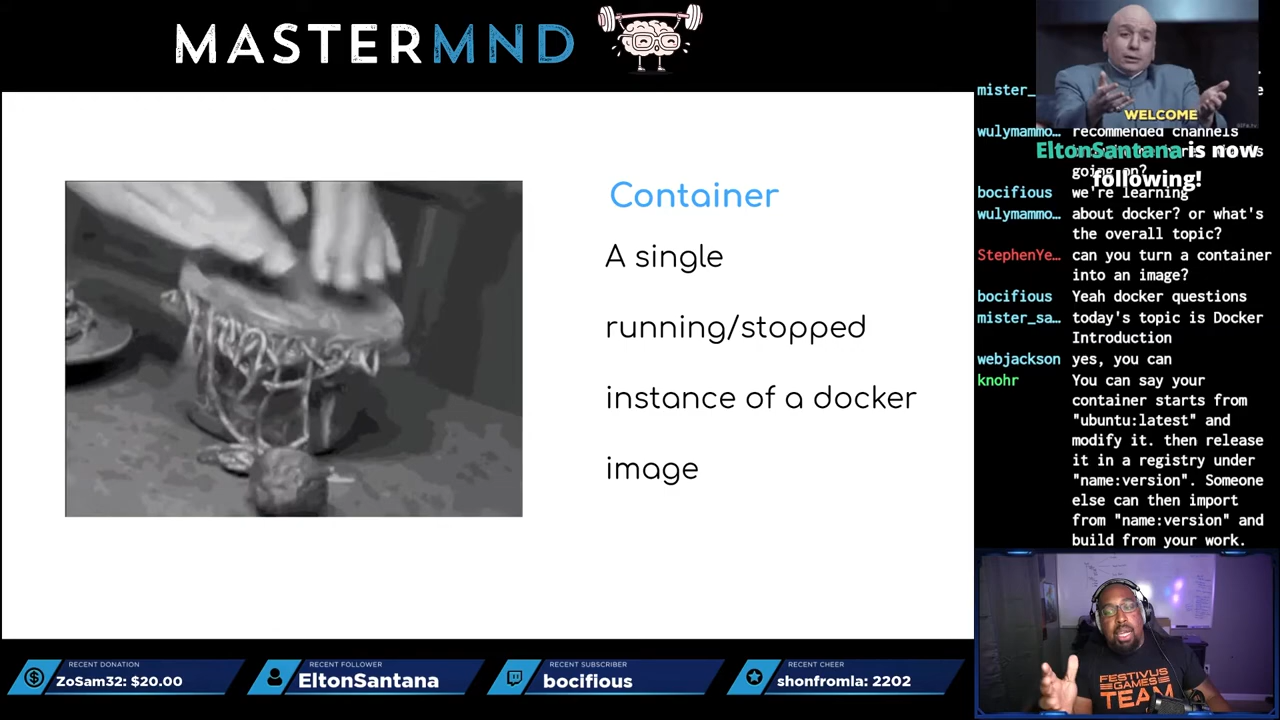 MASTERMND
Container
A single
running/stopped
instance of a docker
image
WELCOME
EltonSantana is now
following!
mister_
wulymammo… recommended channels
going on?
bocifious we're learning
wulymammo… about docker? or what's
the overall topic?
StephenYe… can you turn a container
into an image?
bocifious Yeah docker questions
mister_sa… today's topic is Docker
Introduction
webjackson yes, you can
knohr You can say your
container starts from
"ubuntu:latest" and
modify it. then release
it in a registry under
"name:version". Someone
else can then import
from "name:version" and
build from your work.
FESTIVUS
GAMES
TEAM
RECENT DONATION
ZoSam32: $20.00
RECENT FOLLOWER
EltonSantana
RECENT SUBSCRIBER
bocifious
RECENT CHEER
shonfromla: 2202